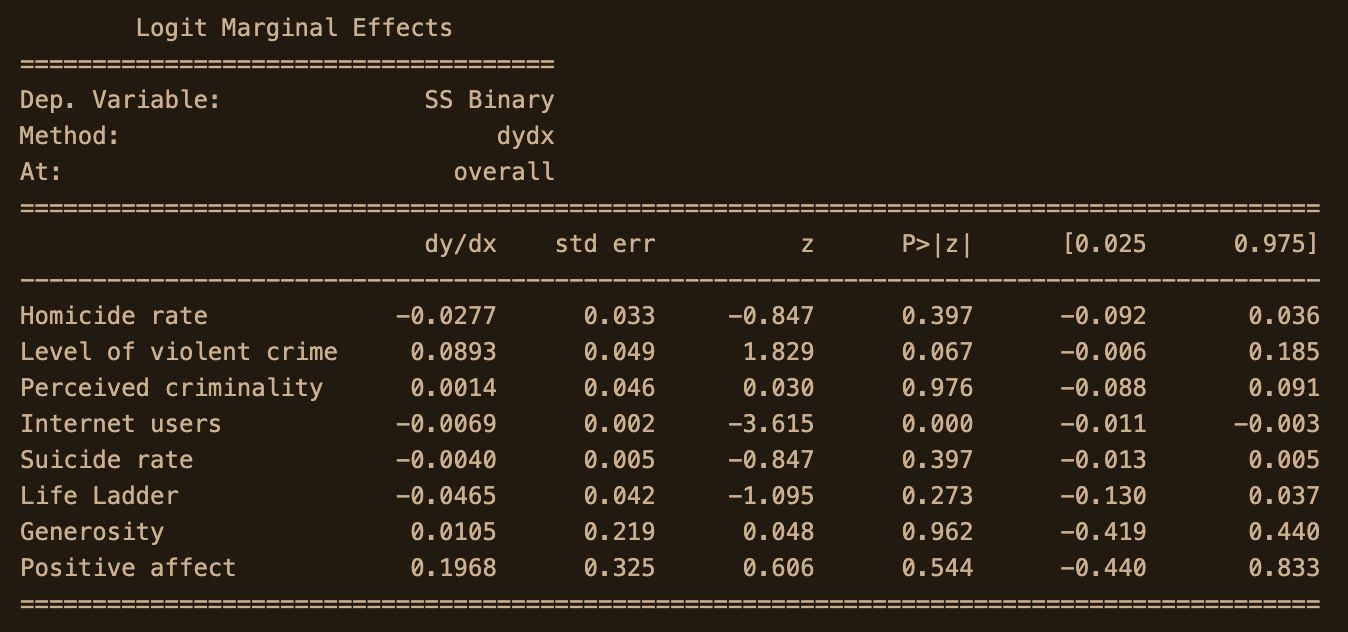 Logit Marginal Effects
=====================================
Dep. Variable: SS Binary
Method: dydx
At: overall
==========================================================================================
dy/dx std err z P>|z| [0.025 0.975]
------------------------------------------------------------------------------------------
Homicide rate -0.0277 0.033 -0.847 0.397 -0.092 0.036
Level of violent crime 0.0893 0.049 1.829 0.067 -0.006 0.185
Perceived criminality 0.0014 0.046 0.030 0.976 -0.088 0.091
Internet users -0.0069 0.002 -3.615 0.000 -0.011 -0.003
Suicide rate -0.0040 0.005 -0.847 0.397 -0.013 0.005
Life Ladder -0.0465 0.042 -1.095 0.273 -0.130 0.037
Generosity 0.0105 0.219 0.048 0.962 -0.419 0.440
Positive affect 0.1968 0.325 0.606 0.544 -0.440 0.833
==========================================================================================